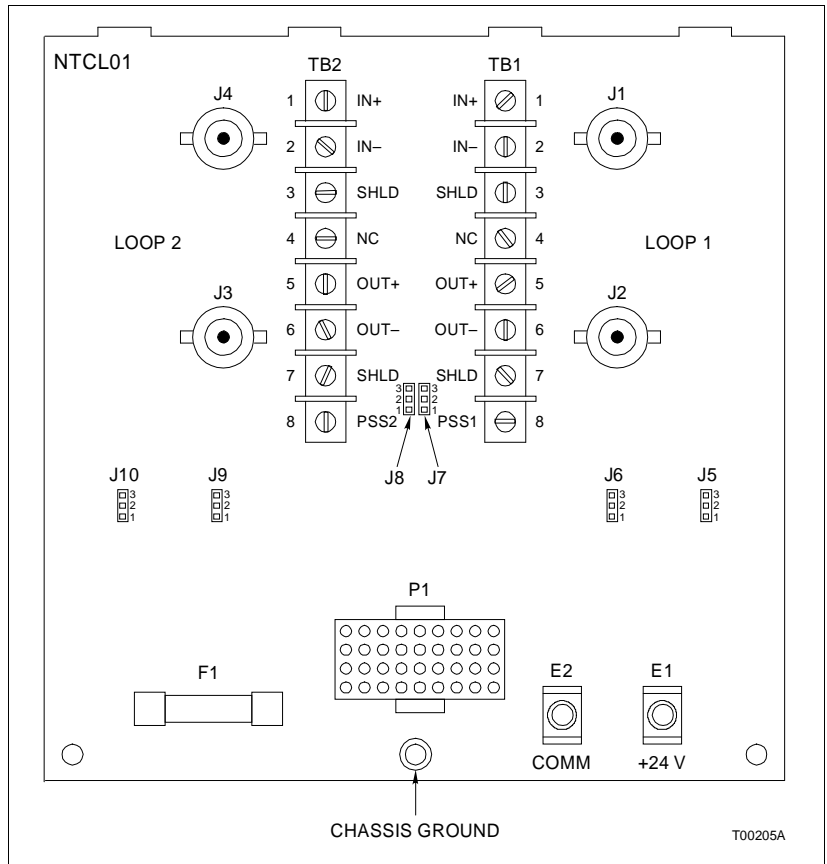 NTCL01
TB2 TB1
J4 J1
1 IN+ IN+ 1
2 IN– IN– 2
3 SHLD SHLD 3
LOOP 2 4 NC NC 4 LOOP 1
5 OUT+ OUT+ 5
J3 J2
6 OUT– OUT– 6
7 SHLD SHLD 7
3 3
2 2
1 1
8 PSS2 PSS1 8
J8 J7
J10 J9 J6 J5
3 3 3 3
2 2 2 2
1 1 1 1
P1
F1 E2 E1
COMM +24 V
CHASSIS GROUND
T00205A